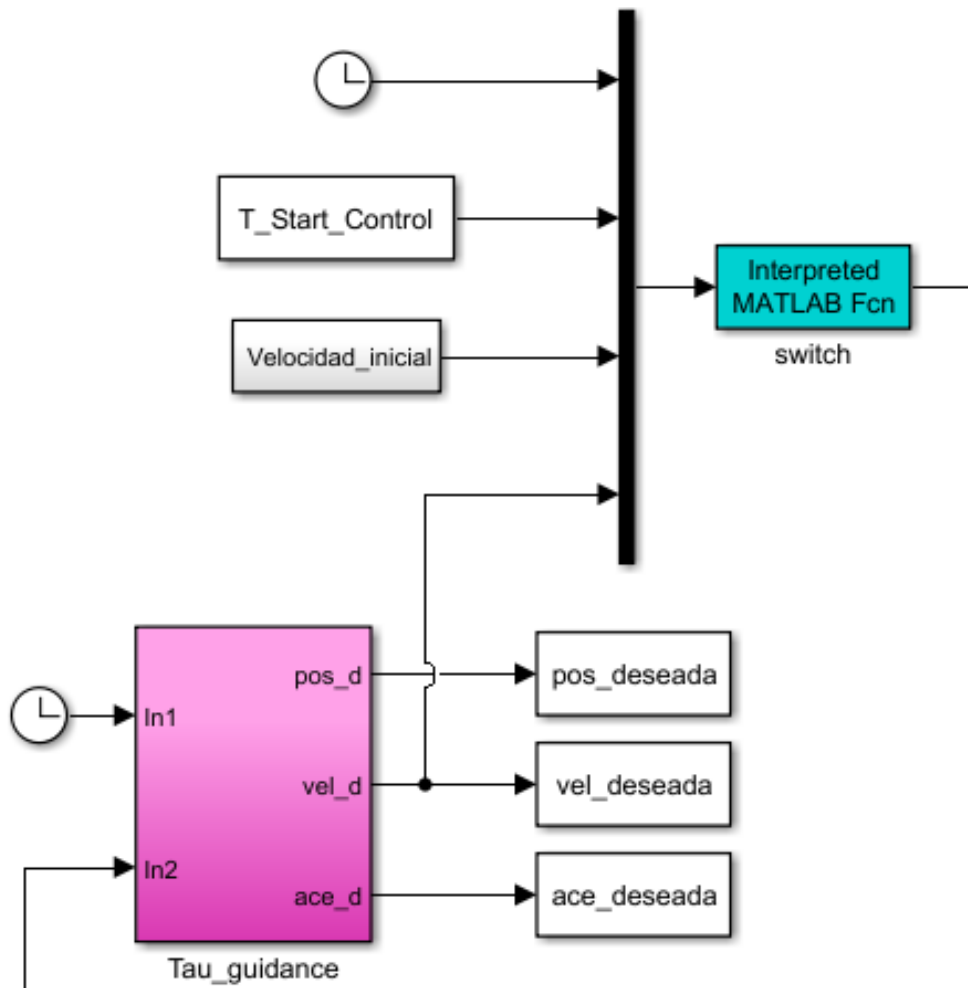 T_Start_Control
Interpreted
MATLAB Fcn
switch
Velocidad_inicial
pos_d
pos_deseada
In1
vel_d
vel_deseada
In2
ace_d
ace_deseada
Tau_guidance